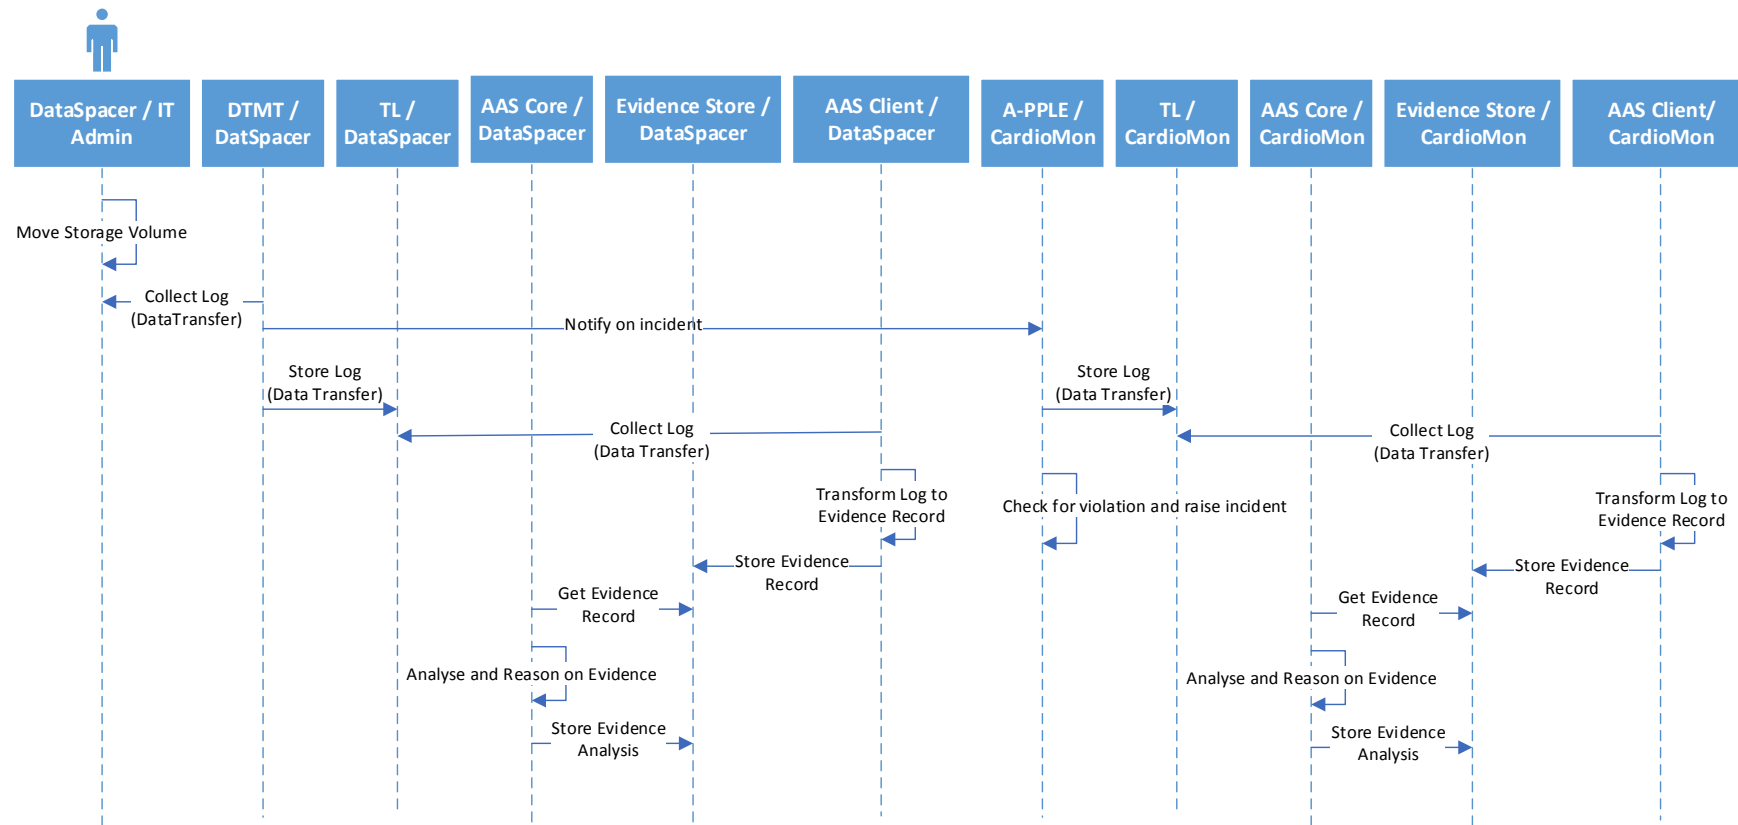 DataSpacer / IT
Admin
DTMT /
DatSpacer
TL /
DataSpacer
AAS Core /
DataSpacer
Evidence Store /
DataSpacer
AAS Client /
DataSpacer
A-PPLE /
CardioMon
TL /
CardioMon
AAS Core /
CardioMon
Evidence Store /
CardioMon
AAS Client/
CardioMon
Move Storage Volume
Collect Log
(DataTransfer)
Notify on incident
Store Log
(Data Transfer)
Store Log
(Data Transfer)
Collect Log
(Data Transfer)
Collect Log
(Data Transfer)
Transform Log to
Evidence Record
Check for violation and raise incident
Transform Log to
Evidence Record
Store Evidence
Record
Store Evidence
Record
Get Evidence
Record
Get Evidence
Record
Analyse and Reason on Evidence
Analyse and Reason on Evidence
Store Evidence
Analysis
Store Evidence
Analysis